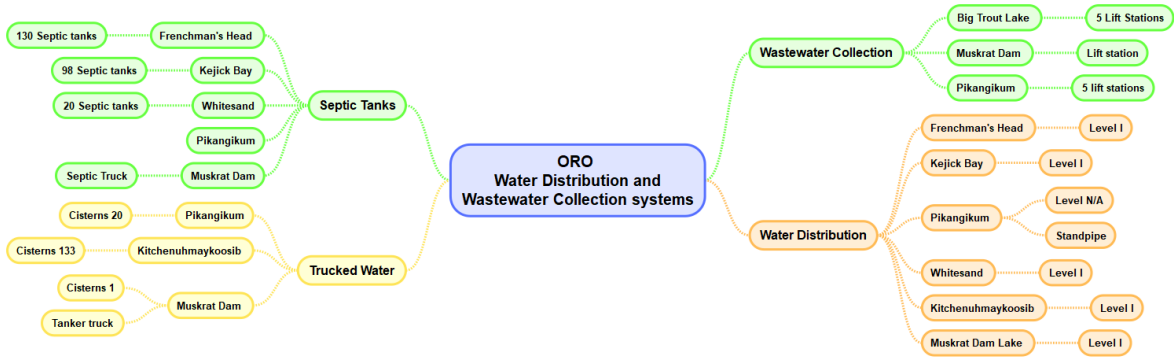 ORO
Water Distribution and
Wastewater Collection systems
Septic Tanks
Frenchman's Head
130 Septic tanks
Kejick Bay
98 Septic tanks
Whitesand
20 Septic tanks
Pikangikum
Muskrat Dam
Septic Truck
Trucked Water
Pikangikum
Cisterns 20
Kitchenuhmaykoosib
Cisterns 133
Muskrat Dam
Cisterns 1
Tanker truck
Wastewater Collection
Big Trout Lake
5 Lift Stations
Muskrat Dam
Lift station
Pikangikum
5 lift stations
Water Distribution
Frenchman's Head
Level I
Kejick Bay
Level I
Pikangikum
Level N/A
Standpipe
Whitesand
Level I
Kitchenuhmaykoosib
Level I
Muskrat Dam Lake
Level I